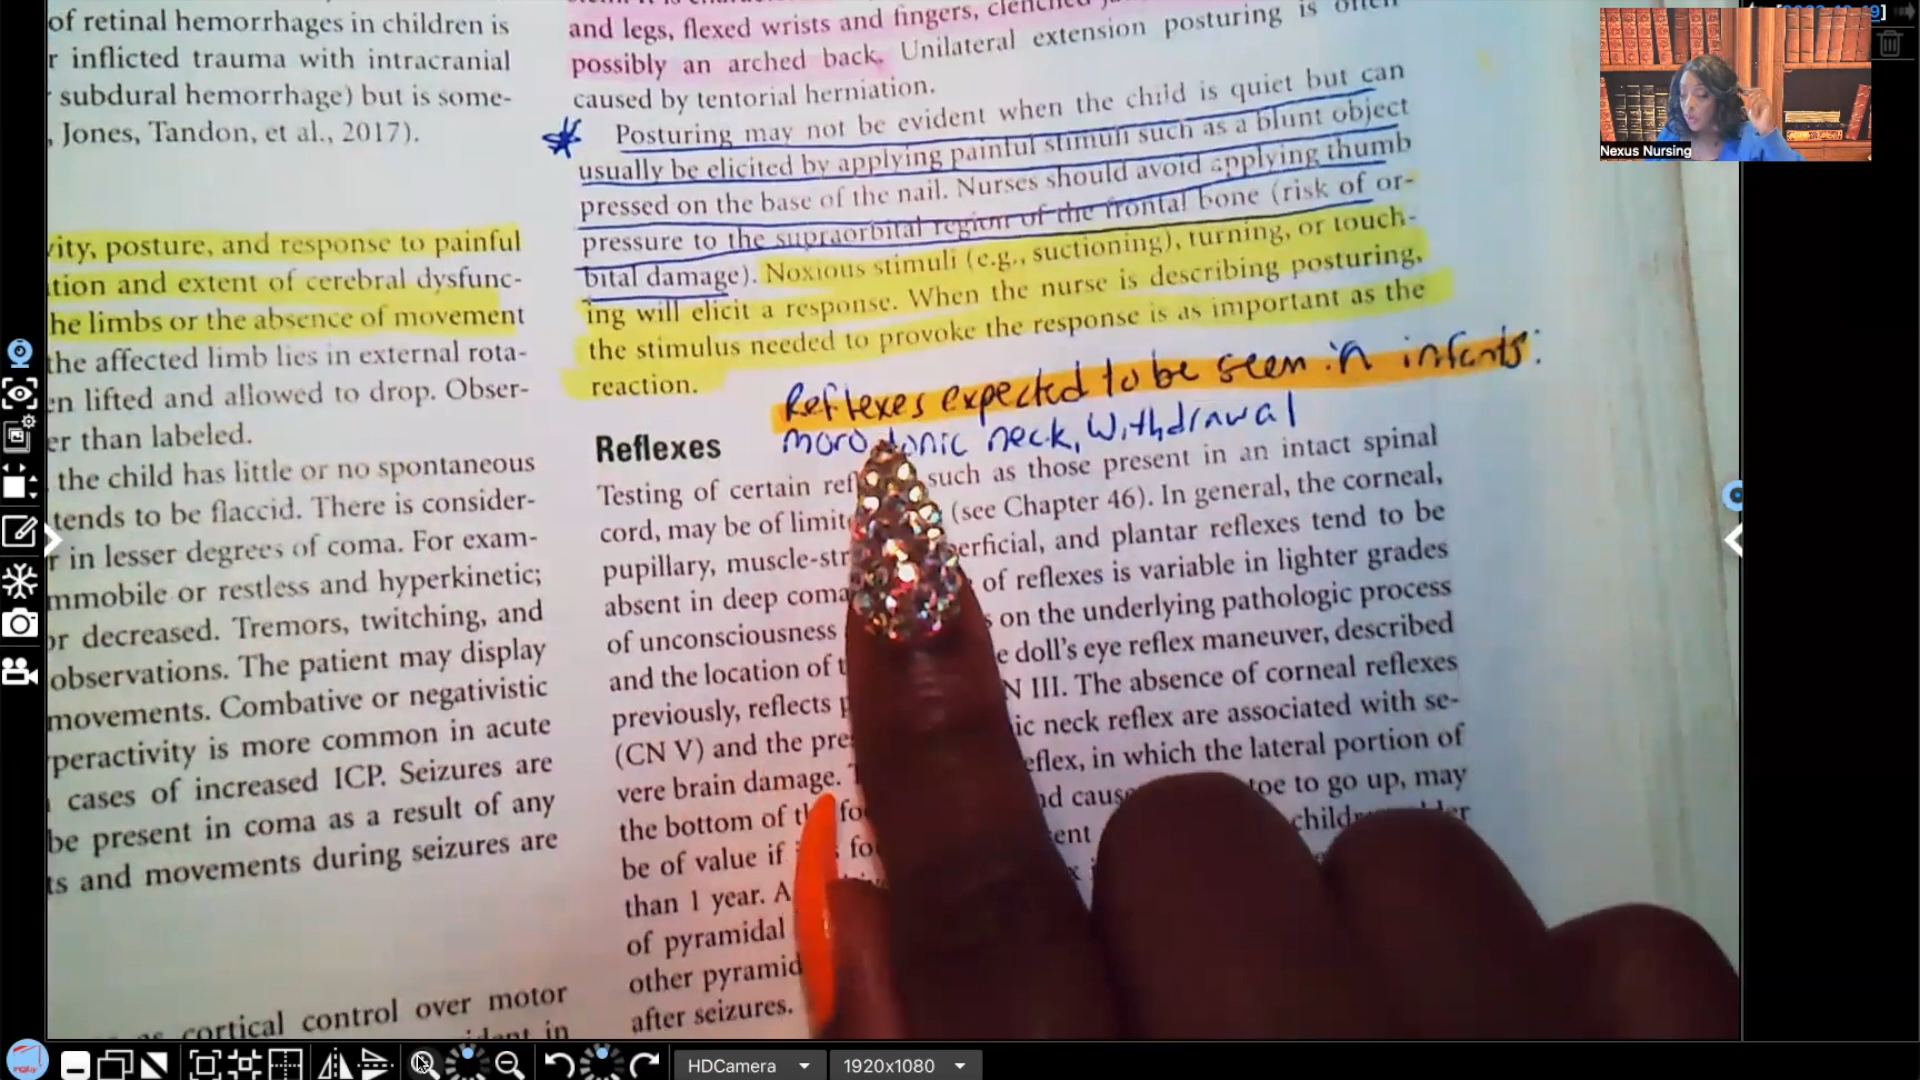 of retinal hemorrhages in children is
r inflicted trauma with intracranial
subdural hemorrhage) but is some-
, Jones, Tandon, et al., 2017).
vity, posture, and response to painful
tion and extent of cerebral dysfunc-
he limbs or the absence of movement
the affected limb lies in external rota-
en lifted and allowed to drop. Obser-
er than labeled.
the child has little or no spontaneous
tends to be flaccid. There is consider-
r in lesser degrees of coma. For exam-
mmobile or restless and hyperkinetic;
or decreased. Tremors, twitching, and
observations. The patient may display
movements. Combative or negativistic
peractivity is more common in acute
cases of increased ICP. Seizures are
be present in coma as a result of any
ts and movements during seizures are
cortical control over motor
and legs, flexed wrists and fingers, clenched
possibly an arched back. Unilateral extension posturing is often
caused by tentorial herniation.
Posturing may not be evident when the child is quiet but can
usually be elicited by applying painful stimuli such as a blunt object
pressed on the base of the nail. Nurses should avoid applying thumb
pressure to the supraorbital region of the frontal bone (risk of or-
bital damage). Noxious stimuli (e.g., suctioning), turning, or touch-
ing will elicit a response. When the nurse is describing posturing,
the stimulus needed to provoke the response is as important as the
reaction.
Reflexes expected to be seen in infants:
moro, tonic neck, withdrawal
Reflexes
Testing of certain such as those present in an intact spinal
cord, may be of (see Chapter 46). In general, the corneal,
pupillary, and plantar reflexes tend to be
absent in deep coma of reflexes is variable in lighter grades
of unconsciousness on the underlying pathologic process
and the location of doll's eye reflex maneuver, described
previously, reflects N III. The absence of corneal reflexes
(CN V) and the neck reflex are associated with se-
vere brain damage. in which the lateral portion of
the bottom of toe to go up, may
be of value if
than 1 year. A
of pyramidal
other
after seizures.
Nexus Nursing
HDCamera
1920x1080